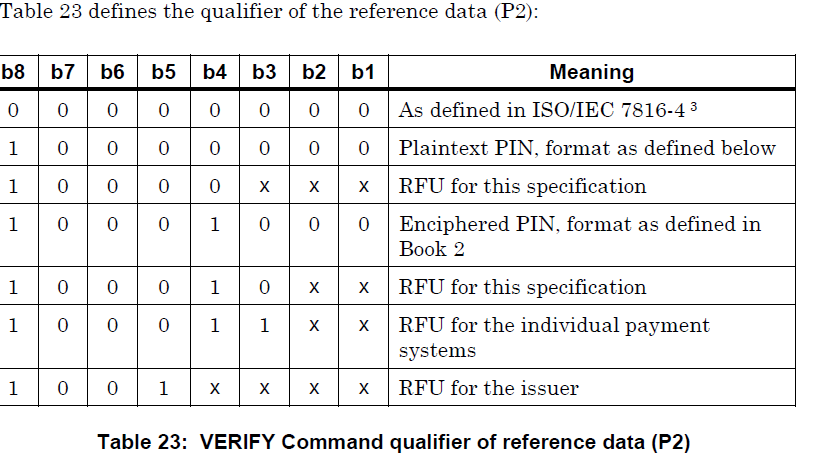 Table 23 defines the qualifier of the reference data (P2):
b8 b7 b6 b5 b4 b3 b2 b1 Meaning
0 0 0 0 0 0 0 0 As defined in ISO/IEC 7816-4 3
1 0 0 0 0 0 0 0 Plaintext PIN, format as defined below
1 0 0 0 0 x x x RFU for this specification
1 0 0 0 1 0 0 0 Enciphered PIN, format as defined in
Book 2
1 0 0 0 1 0 x x RFU for this specification
1 0 0 0 1 1 x x RFU for the individual payment
systems
1 0 0 1 x x x x RFU for the issuer
Table 23: VERIFY Command qualifier of reference data (P2)